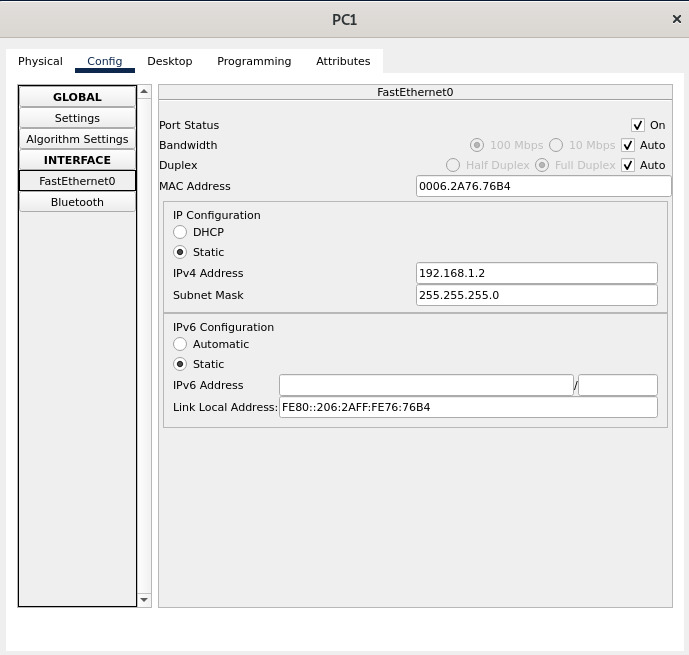 PC1
Physical Config Desktop Programming Attributes
GLOBAL
Settings
Algorithm Settings
INTERFACE
FastEthernet0
Bluetooth
FastEthernet0
Port Status On
Bandwidth 100 Mbps 10 Mbps Auto
Duplex Half Duplex Full Duplex Auto
MAC Address 0006.2A76.76B4
IP Configuration
DHCP
Static
IPv4 Address 192.168.1.2
Subnet Mask 255.255.255.0
IPv6 Configuration
Automatic
Static
IPv6 Address /
Link Local Address: FE80::206:2AFF:FE76:76B4